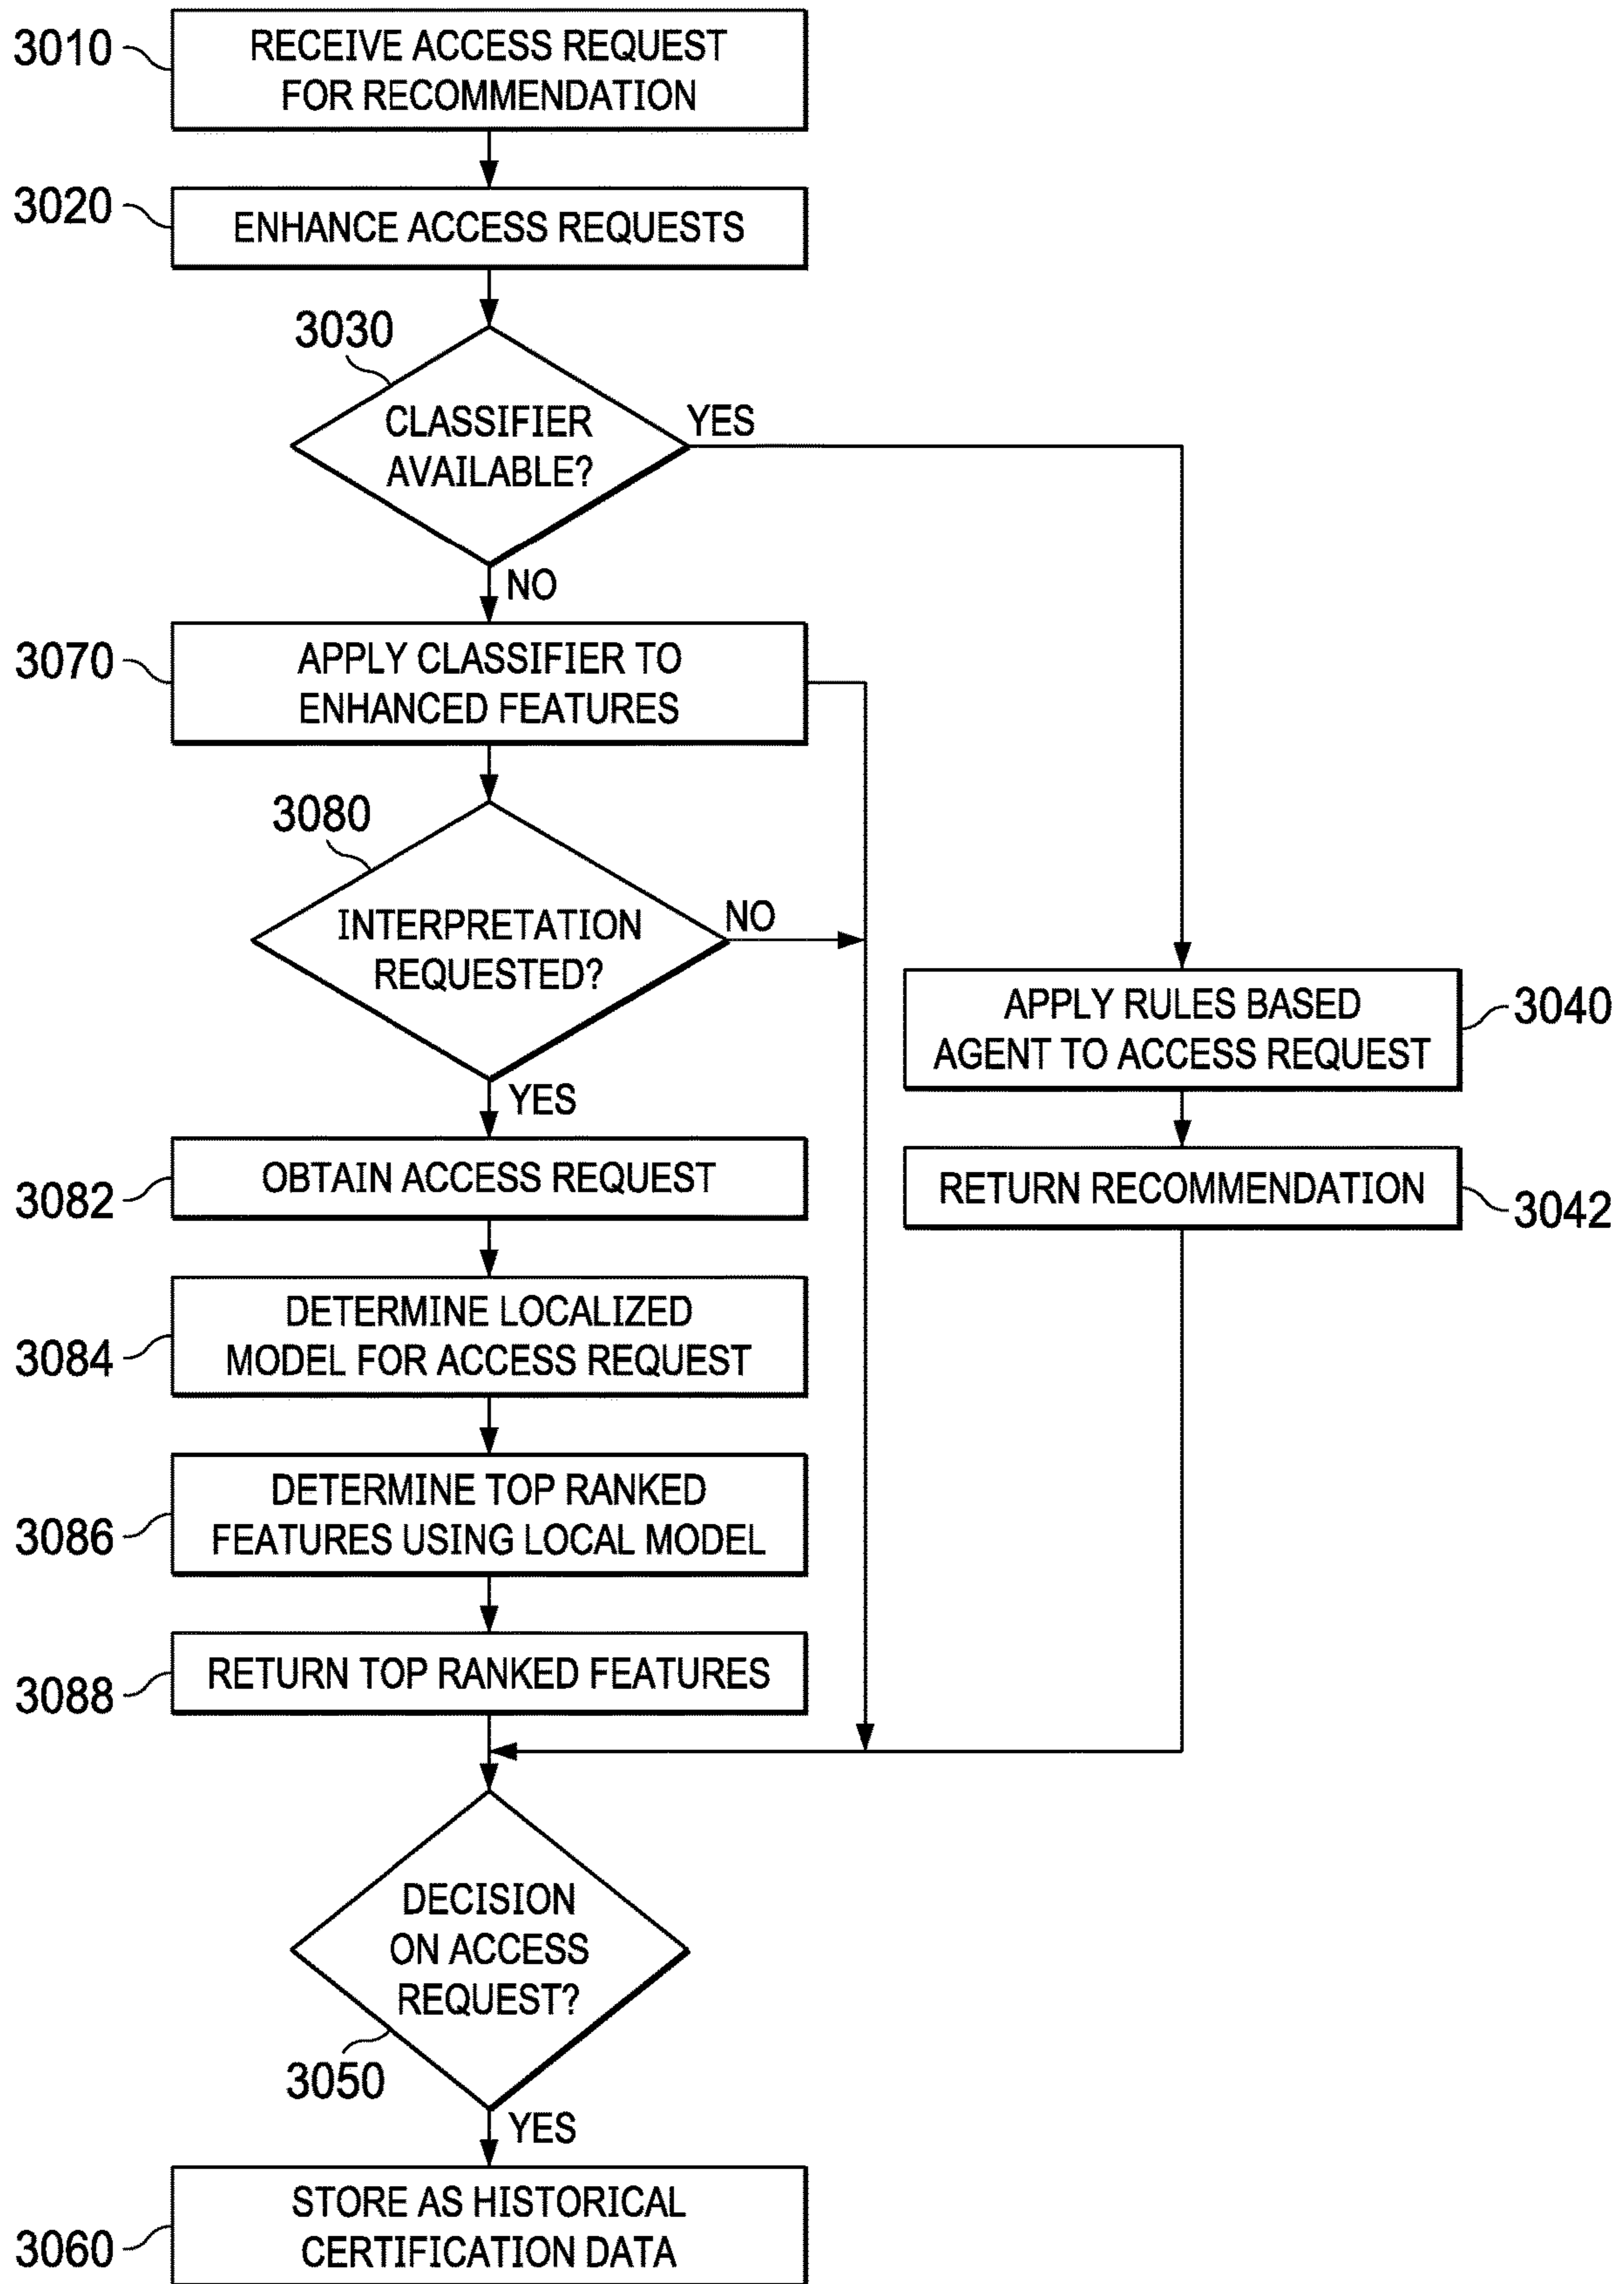 3010
RECEIVE ACCESS REQUEST
FOR RECOMMENDATION
3020
ENHANCE ACCESS REQUESTS
3030
CLASSIFIER
AVAILABLE?
YES
NO
3070
APPLY CLASSIFIER TO
ENHANCED FEATURES
3080
INTERPRETATION
REQUESTED?
NO
YES
APPLY RULES BASED
AGENT TO ACCESS REQUEST
3040
3082
OBTAIN ACCESS REQUEST
RETURN RECOMMENDATION
3042
3084
DETERMINE LOCALIZED
MODEL FOR ACCESS REQUEST
3086
DETERMINE TOP RANKED
FEATURES USING LOCAL MODEL
3088
RETURN TOP RANKED FEATURES
DECISION
ON ACCESS
REQUEST?
3050
YES
3060
STORE AS HISTORICAL
CERTIFICATION DATA